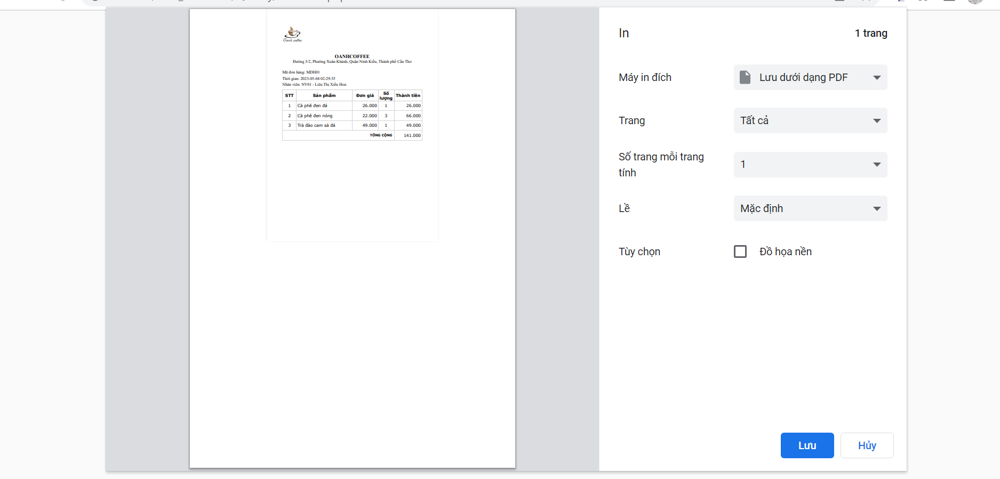 Oanh coffee
OANHCOFFEE
Đường 3/2, Phường Xuân Khánh, Quận Ninh Kiều, Thành phố Cần Thơ
Mã đơn hàng: MDH01
Thời gian: 2023-05-04 02:29:35
Nhân viên: NV01 - Liêu Thị Xiếu Hon
STT Sản phẩm Đơn giá Số lượng Thành tiền
1 Cà phê đen đá 26.000 1 26.000
2 Cà phê đen nóng 22.000 3 66.000
3 Trà đào cam sả đá 49.000 1 49.000
TỔNG CỘNG 141.000
In 1 trang
Máy in đích Lưu dưới dạng PDF
Trang Tất cả
Số trang mỗi trang
tính
1
Lề Mặc định
Tùy chọn Đồ họa nền
Lưu Hủy